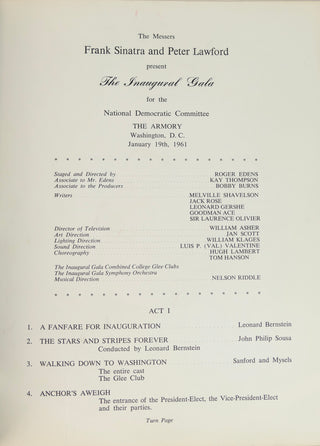 The Messers
Frank Sinatra and Peter Lawford
present
The Inaugural Gala
for the
National Democratic Committee
THE ARMORY
Washington, D. C.
January 19th, 1961
* * * * * * * * * * * * * * * * * *
Staged and Directed by ROGER EDENS
Associate to Mr. Edens KAY THOMPSON
Associate to the Producers BOBBY BURNS
Writers MELVILLE SHAVELSON
JACK ROSE
LEONARD GERSHE
GOODMAN ACE
SIR LAURENCE OLIVIER
Director of Television WILLIAM ASHER
Art Direction JAN SCOTT
Lighting Direction WILLIAM KLAGES
Sound Direction LUIS P. (VAL) VALENTINE
Choreography HUGH LAMBERT
TOM HANSON
The Inaugural Gala Combined College Glee Clubs
The Inaugural Gala Symphony Orchestra
Musical Direction NELSON RIDDLE
* * * * * * * * * * * * * * * * * *
ACT I
1. A FANFARE FOR INAUGURATION Leonard Bernstein
2. THE STARS AND STRIPES FOREVER John Philip Sousa
Conducted by Leonard Bernstein
3. WALKING DOWN TO WASHINGTON Sanford and Mysels
The entire cast
The Glee Club
4. ANCHOR'S AWEIGH
The entrance of the President-Elect, the Vice-President-Elect
and their parties.
Turn Page